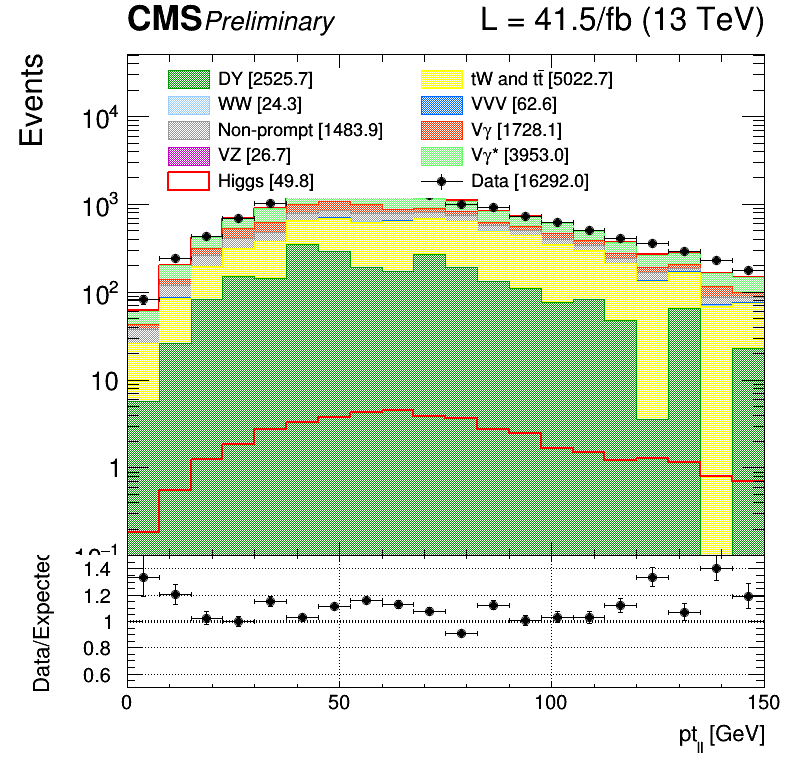 CMS Preliminary L = 41.5/fb (13 TeV)
Events
DY [2525.7] tW and tt̄ [5022.7]
WW [24.3] VVV [62.6]
Non-prompt [1483.9] Vγ [1728.1]
VZ [26.7] Vγ* [3953.0]
Higgs [49.8] Data [16292.0]
10⁴
10³
10²
10
1
10⁻¹
Data/Expected
1.4
1.2
1
0.8
0.6
0 50 100 150
pt_ll [GeV]